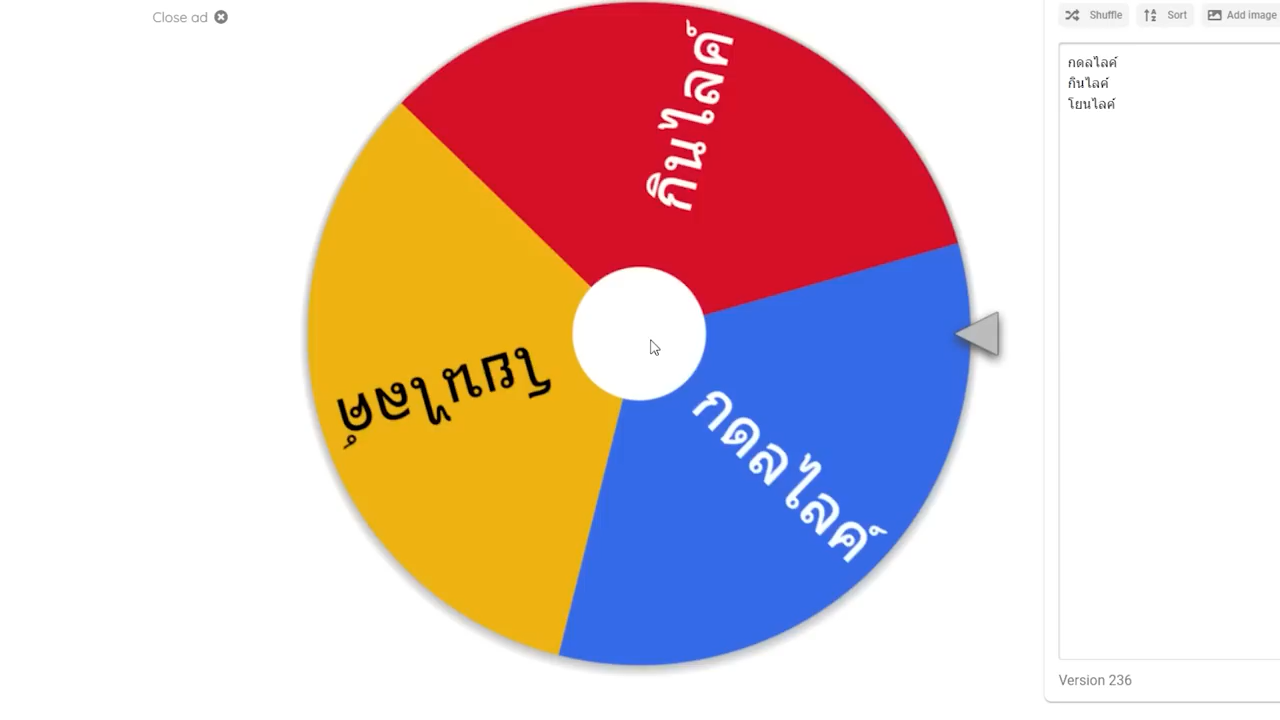 Close ad
กินไลค์
โยนไลค์
กดลไลค์
Shuffle
Sort
Add image
กดลไลค์
กินไลค์
โยนไลค์
Version 236